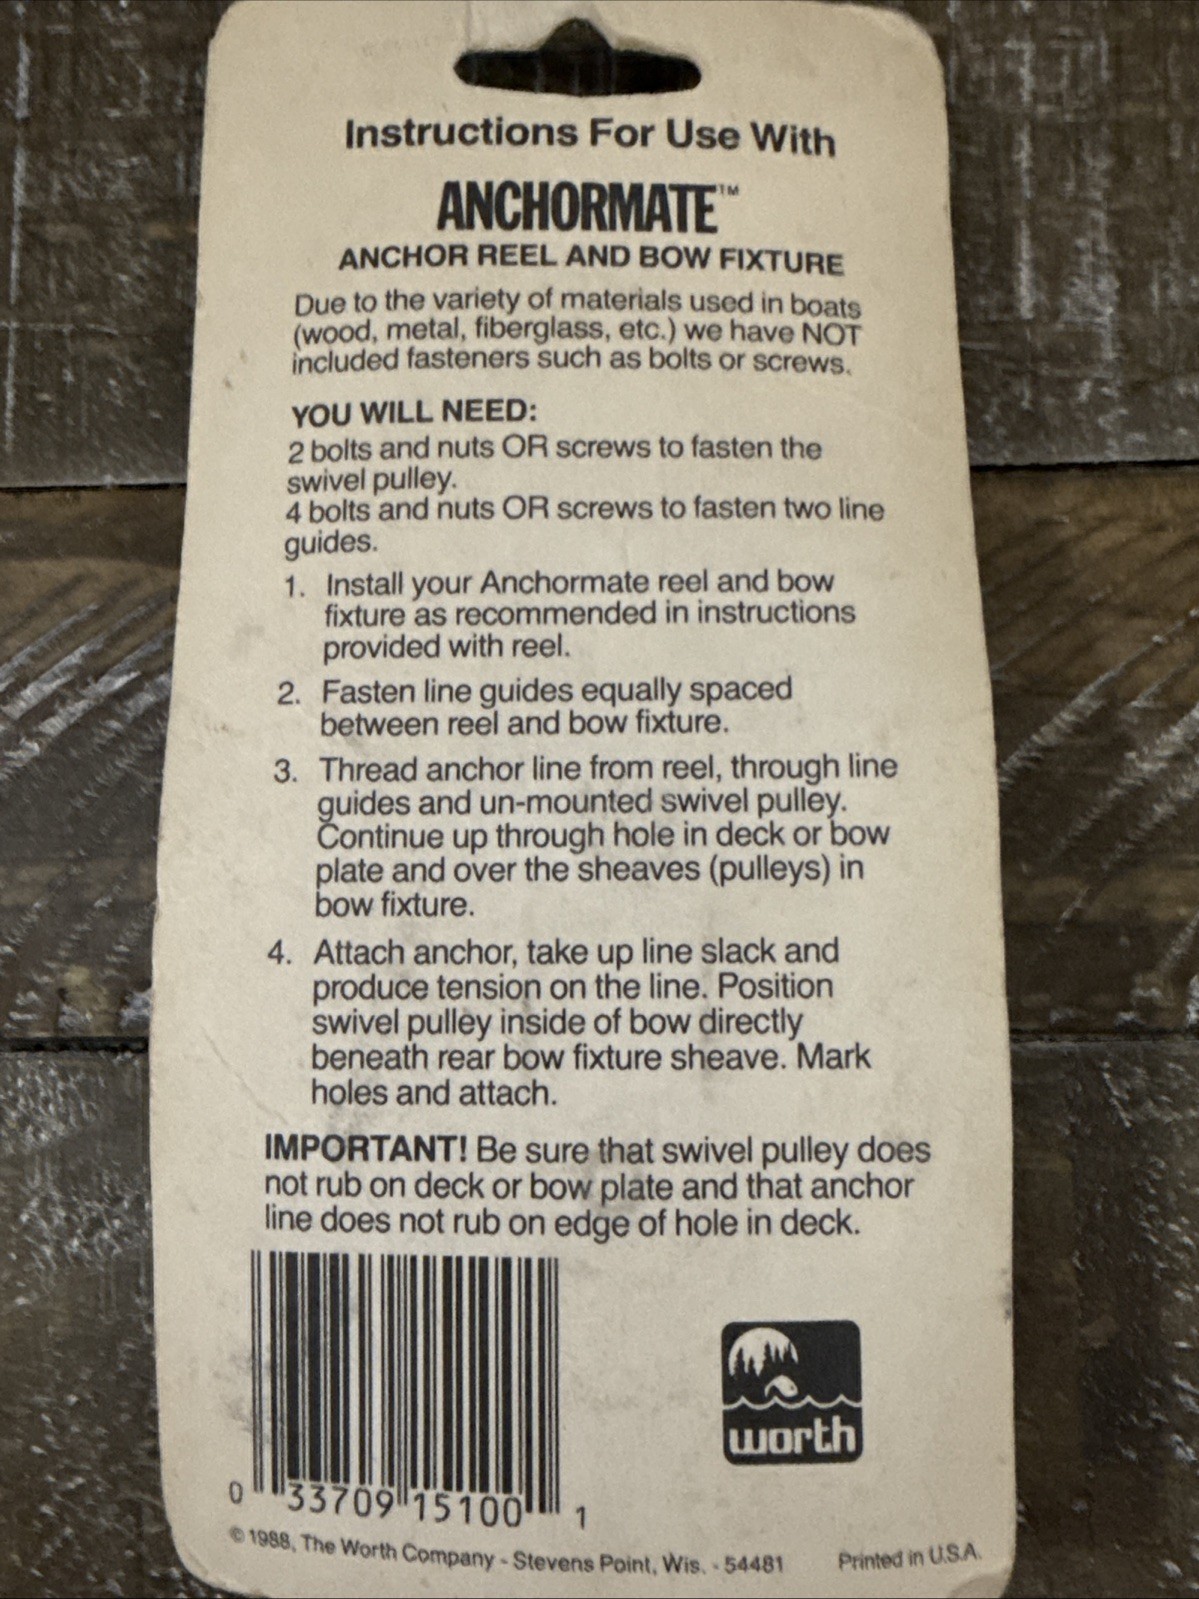 Instructions For Use With
ANCHORMATE™
ANCHOR REEL AND BOW FIXTURE
Due to the variety of materials used in boats
(wood, metal, fiberglass, etc.) we have NOT
included fasteners such as bolts or screws.
YOU WILL NEED:
2 bolts and nuts OR screws to fasten the
swivel pulley.
4 bolts and nuts OR screws to fasten two line
guides.
1. Install your Anchormate reel and bow
fixture as recommended in instructions
provided with reel.
2. Fasten line guides equally spaced
between reel and bow fixture.
3. Thread anchor line from reel, through line
guides and un-mounted swivel pulley.
Continue up through hole in deck or bow
plate and over the sheaves (pulleys) in
bow fixture.
4. Attach anchor, take up line slack and
produce tension on the line. Position
swivel pulley inside of bow directly
beneath rear bow fixture sheave. Mark
holes and attach.
IMPORTANT! Be sure that swivel pulley does
not rub on deck or bow plate and that anchor
line does not rub on edge of hole in deck.
worth
0 33709 15100 1
© 1988, The Worth Company - Stevens Point, Wis. - 54481 Printed in U.S.A.